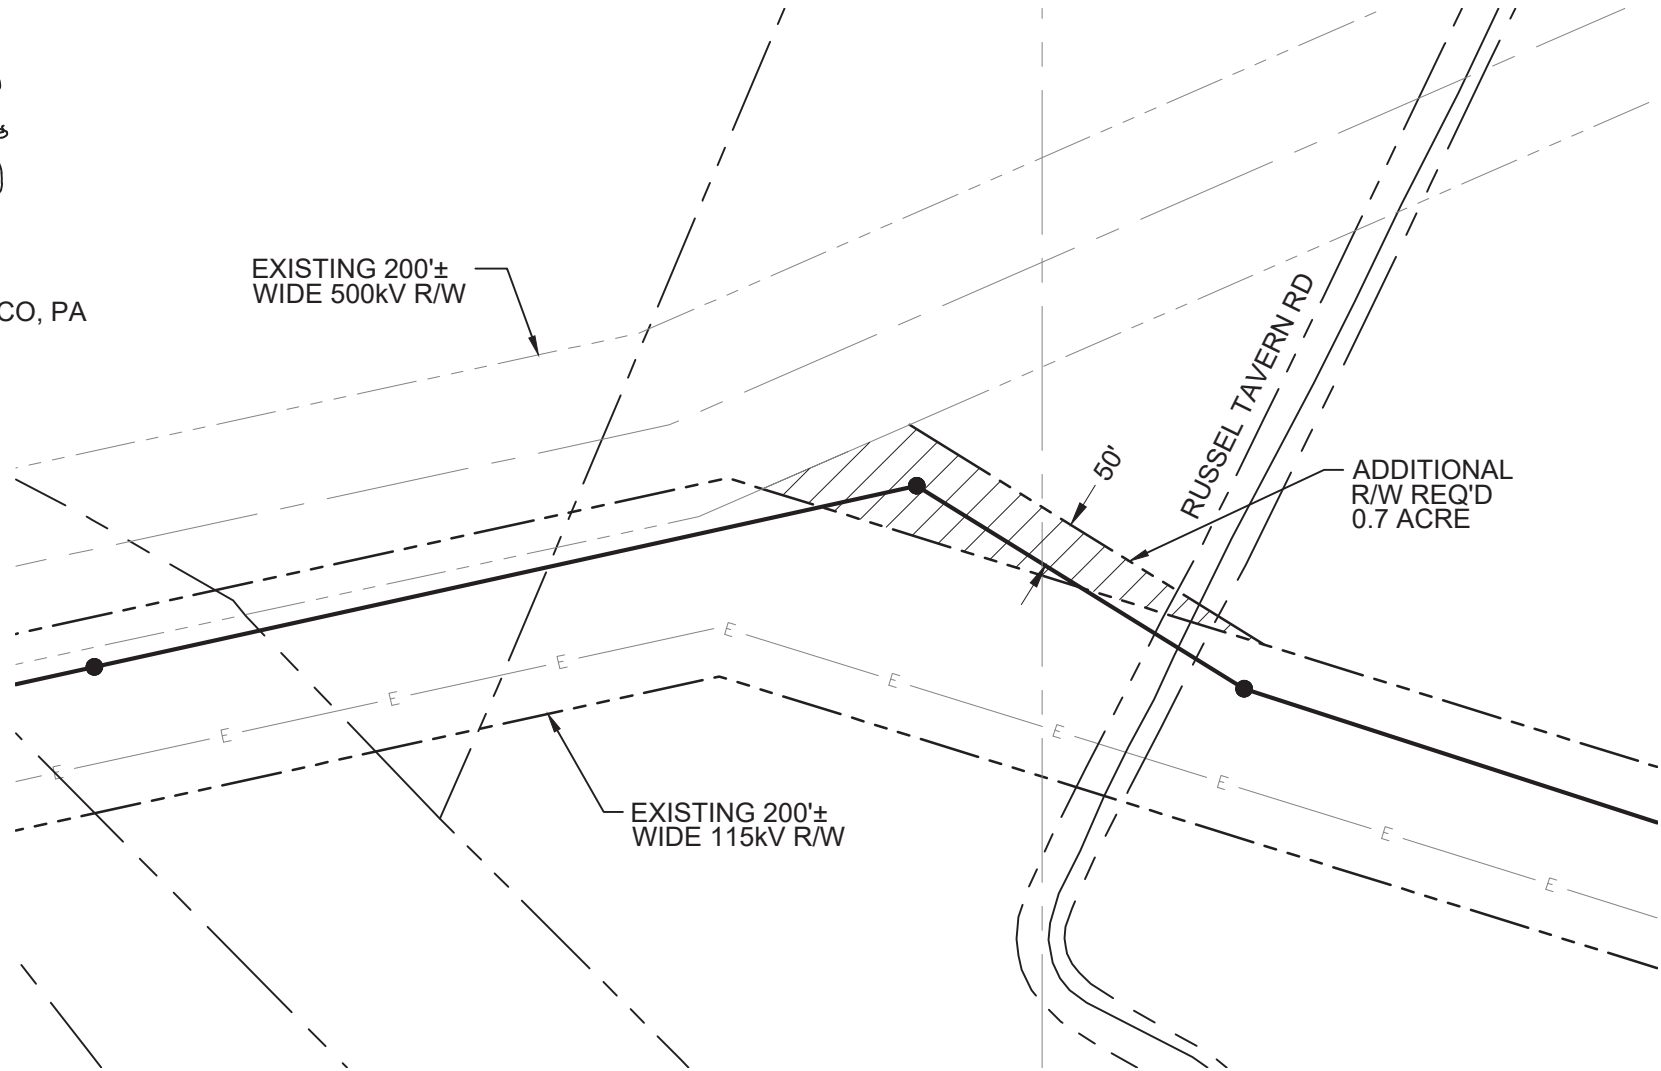 EXISTING 200'±
WIDE 500kV R/W
CO, PA
RUSSEL TAVERN RD
50'
ADDITIONAL
R/W REQ'D
0.7 ACRE
E
E
E
E
E
E
E
E
E
E
EXISTING 200'±
WIDE 115kV R/W